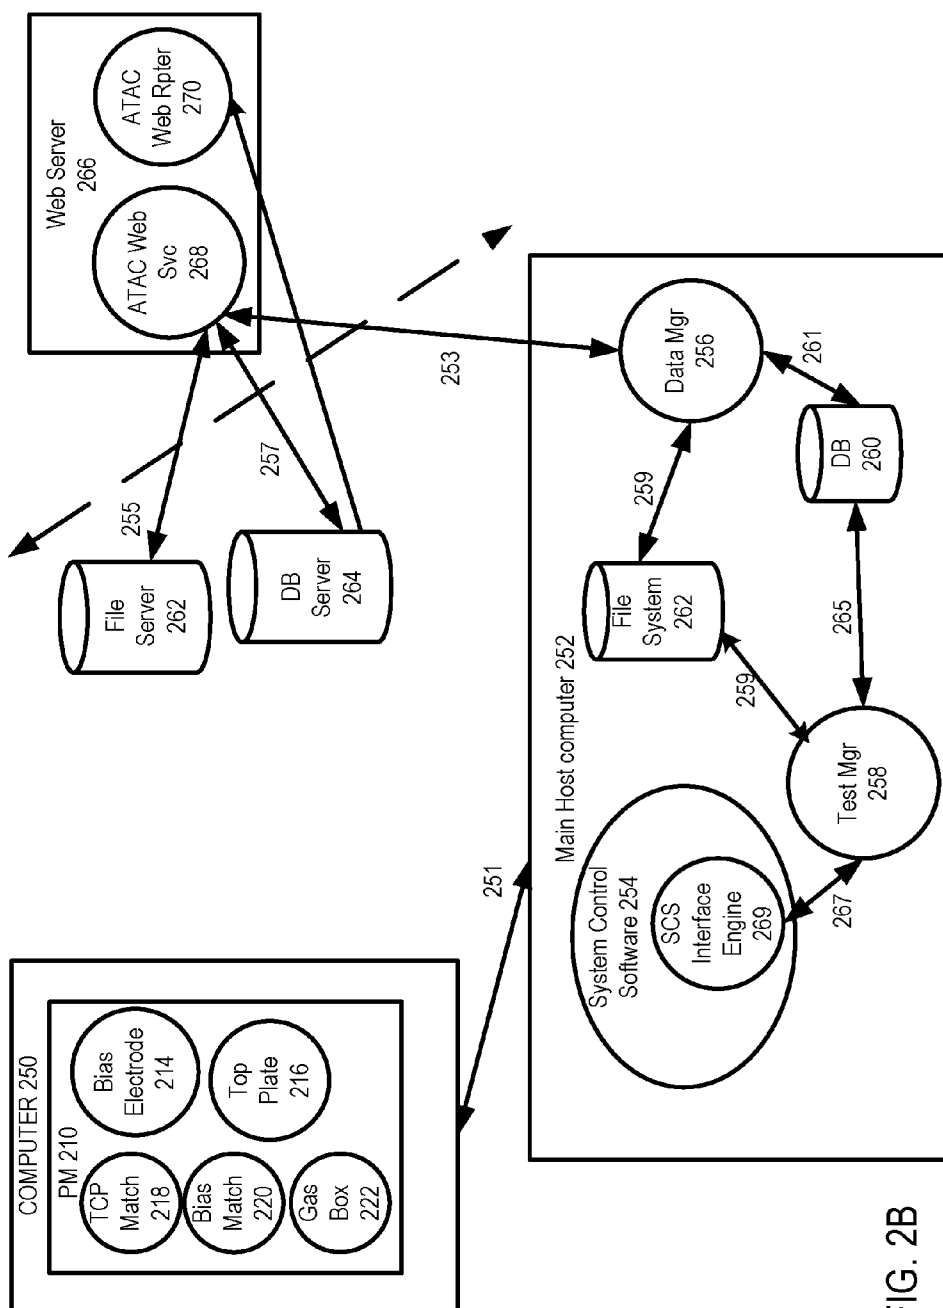 COMPUTER 250
PM 210
TCP
Match
218
Bias
Electrode
214
Bias
Match
220
Top
Plate
216
Gas
Box
222
251
File
Server
262
255
DB
Server
264
257
Web Server
266
ATAC Web
Svc
268
ATAC
Web Rpter
270
253
Main Host computer 252
System Control
Software 254
SCS
Interface
Engine
269
267
Test Mgr
258
259
File
System
262
259
Data Mgr
256
261
DB
260
265
FIG. 2B